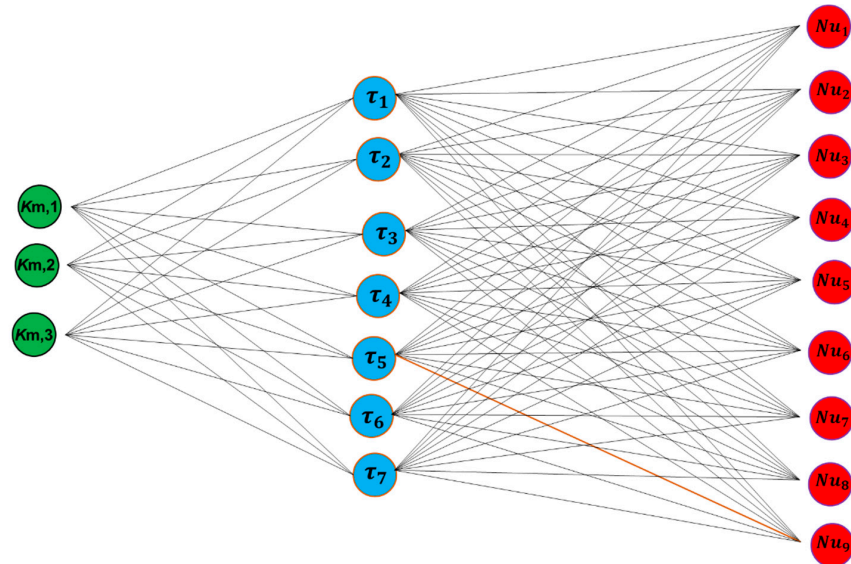 Km,1
Km,2
Km,3
τ₁
τ₂
τ₃
τ₄
τ₅
τ₆
τ₇
Nu₁
Nu₂
Nu₃
Nu₄
Nu₅
Nu₆
Nu₇
Nu₈
Nu₉